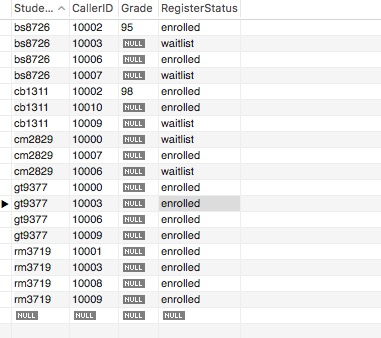 Stude... CallerID Grade RegisterStatus
bs8726 10002 95 enrolled
bs8726 10003 NULL waitlist
bs8726 10006 NULL enrolled
bs8726 10007 NULL waitlist
cb1311 10002 98 enrolled
cb1311 10010 NULL enrolled
cb1311 10009 NULL waitlist
cm2829 10000 NULL waitlist
cm2829 10007 NULL enrolled
cm2829 10006 NULL waitlist
gt9377 10000 NULL enrolled
gt9377 10003 NULL enrolled
gt9377 10006 NULL enrolled
gt9377 10009 NULL enrolled
rm3719 10001 NULL enrolled
rm3719 10003 NULL enrolled
rm3719 10008 NULL enrolled
rm3719 10009 NULL enrolled
NULL NULL NULL NULL